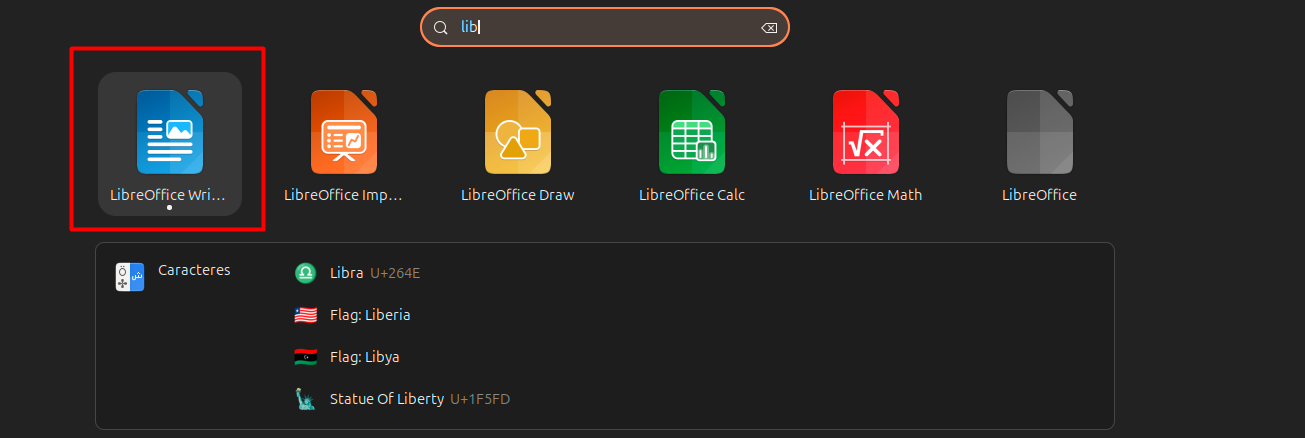 lib
LibreOffice Wri...
LibreOffice Imp...
LibreOffice Draw
LibreOffice Calc
LibreOffice Math
LibreOffice
Caracteres
Libra U+264E
Flag: Liberia
Flag: Libya
Statue Of Liberty U+1F5FD